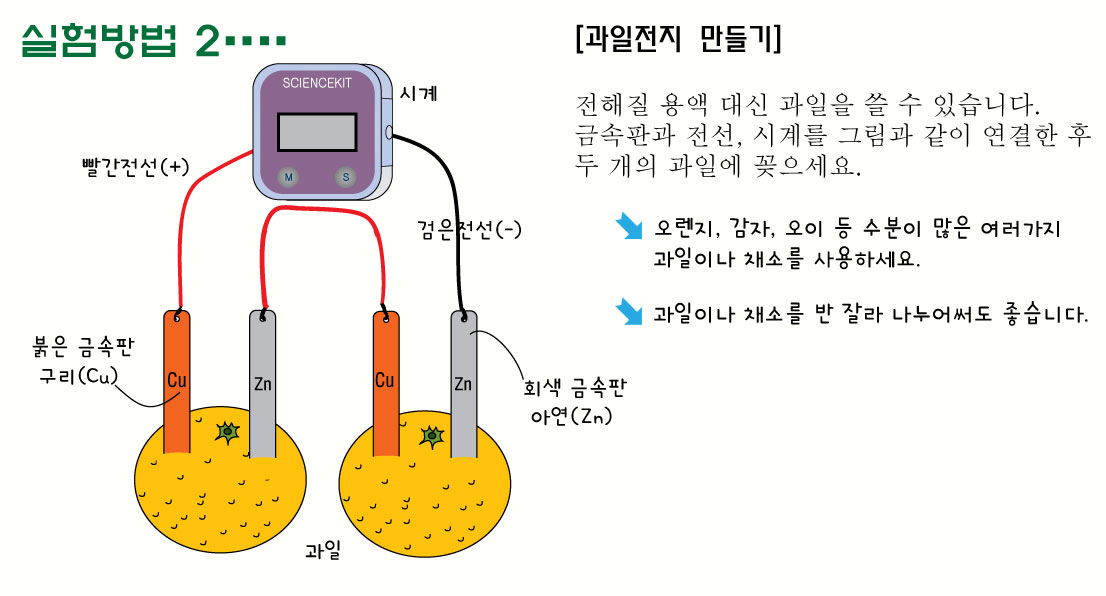 실험방법 2····
[과일전지 만들기]
전해질 용액 대신 과일을 쓸 수 있습니다.
금속판과 전선, 시계를 그림과 같이 연결한 후
두 개의 과일에 꽂으세요.
오렌지, 감자, 오이 등 수분이 많은 여러가지
과일이나 채소를 사용하세요.
과일이나 채소를 반 잘라 나누어써도 좋습니다.
SCIENCEKIT
시계
M S
빨간전선(+)
검은전선(-)
붉은 금속판
구리(Cu)
Cu Zn Cu Zn
회색 금속판
아연(Zn)
과일